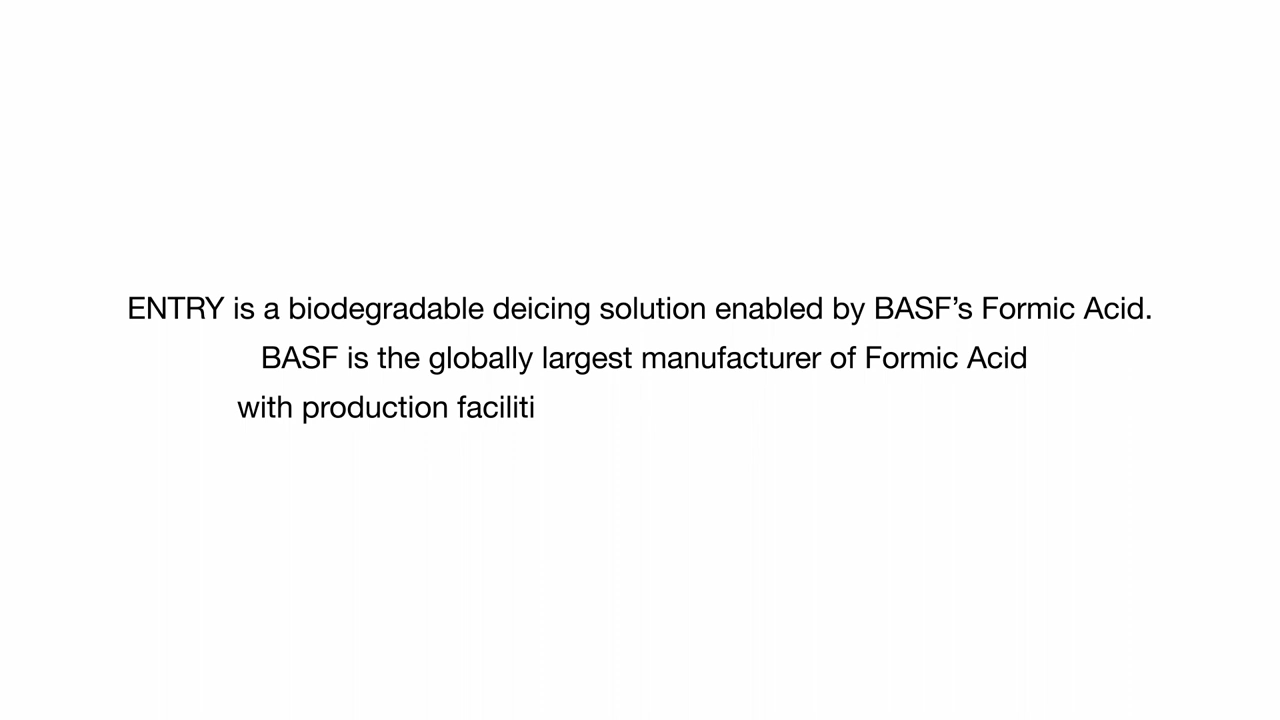 ENTRY is a biodegradable deicing solution enabled by BASF’s Formic Acid.
BASF is the globally largest manufacturer of Formic Acid
with production faciliti